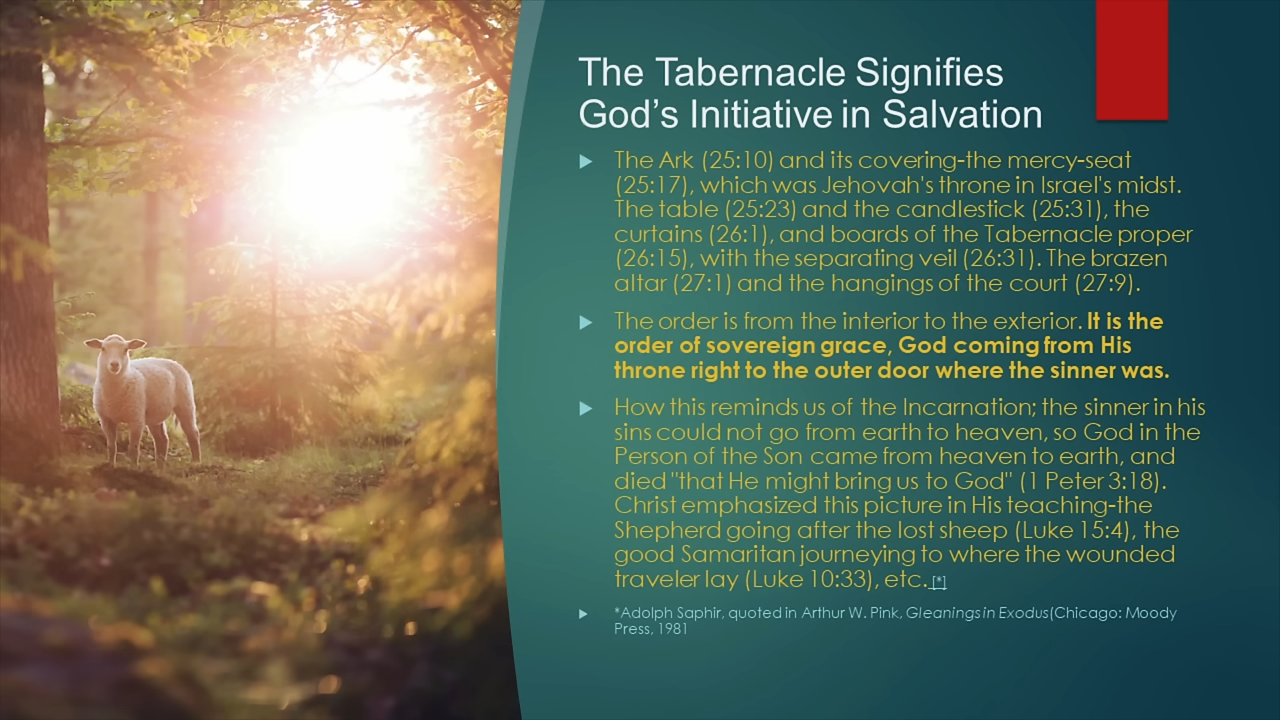 The Tabernacle Signifies
God’s Initiative in Salvation
The Ark (25:10) and its covering-the mercy-seat
(25:17), which was Jehovah's throne in Israel's midst.
The table (25:23) and the candlestick (25:31), the
curtains (26:1), and boards of the Tabernacle proper
(26:15), with the separating veil (26:31). The brazen
altar (27:1) and the hangings of the court (27:9).
The order is from the interior to the exterior. It is the
order of sovereign grace, God coming from His
throne right to the outer door where the sinner was.
How this reminds us of the Incarnation; the sinner in his
sins could not go from earth to heaven, so God in the
Person of the Son came from heaven to earth, and
died "that He might bring us to God" (1 Peter 3:18).
Christ emphasized this picture in His teaching-the
Shepherd going after the lost sheep (Luke 15:4), the
good Samaritan journeying to where the wounded
traveler lay (Luke 10:33), etc. [*]
*Adolph Saphir, quoted in Arthur W. Pink, Gleanings in Exodus(Chicago: Moody
Press, 1981